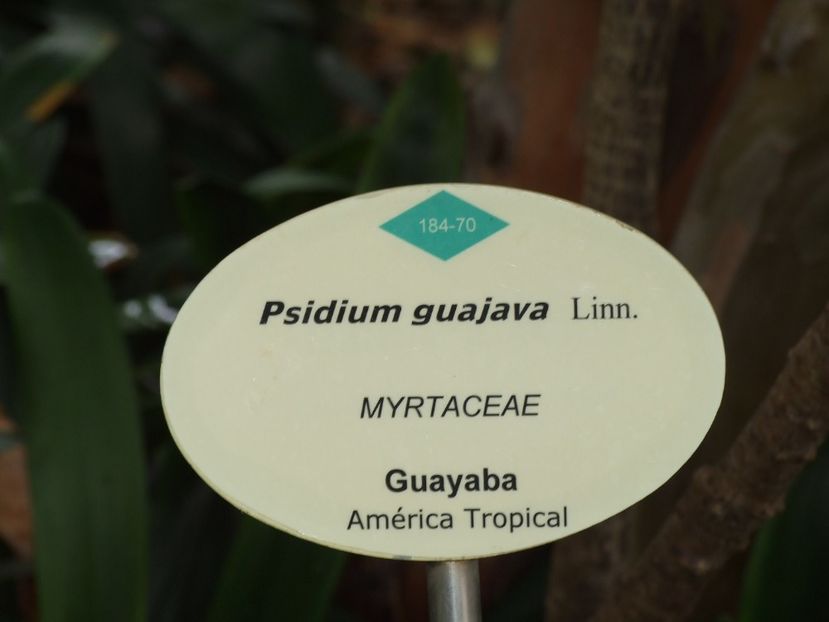 184-70
Psidium guajava Linn.
MYRTACEAE
Guayaba
América Tropical